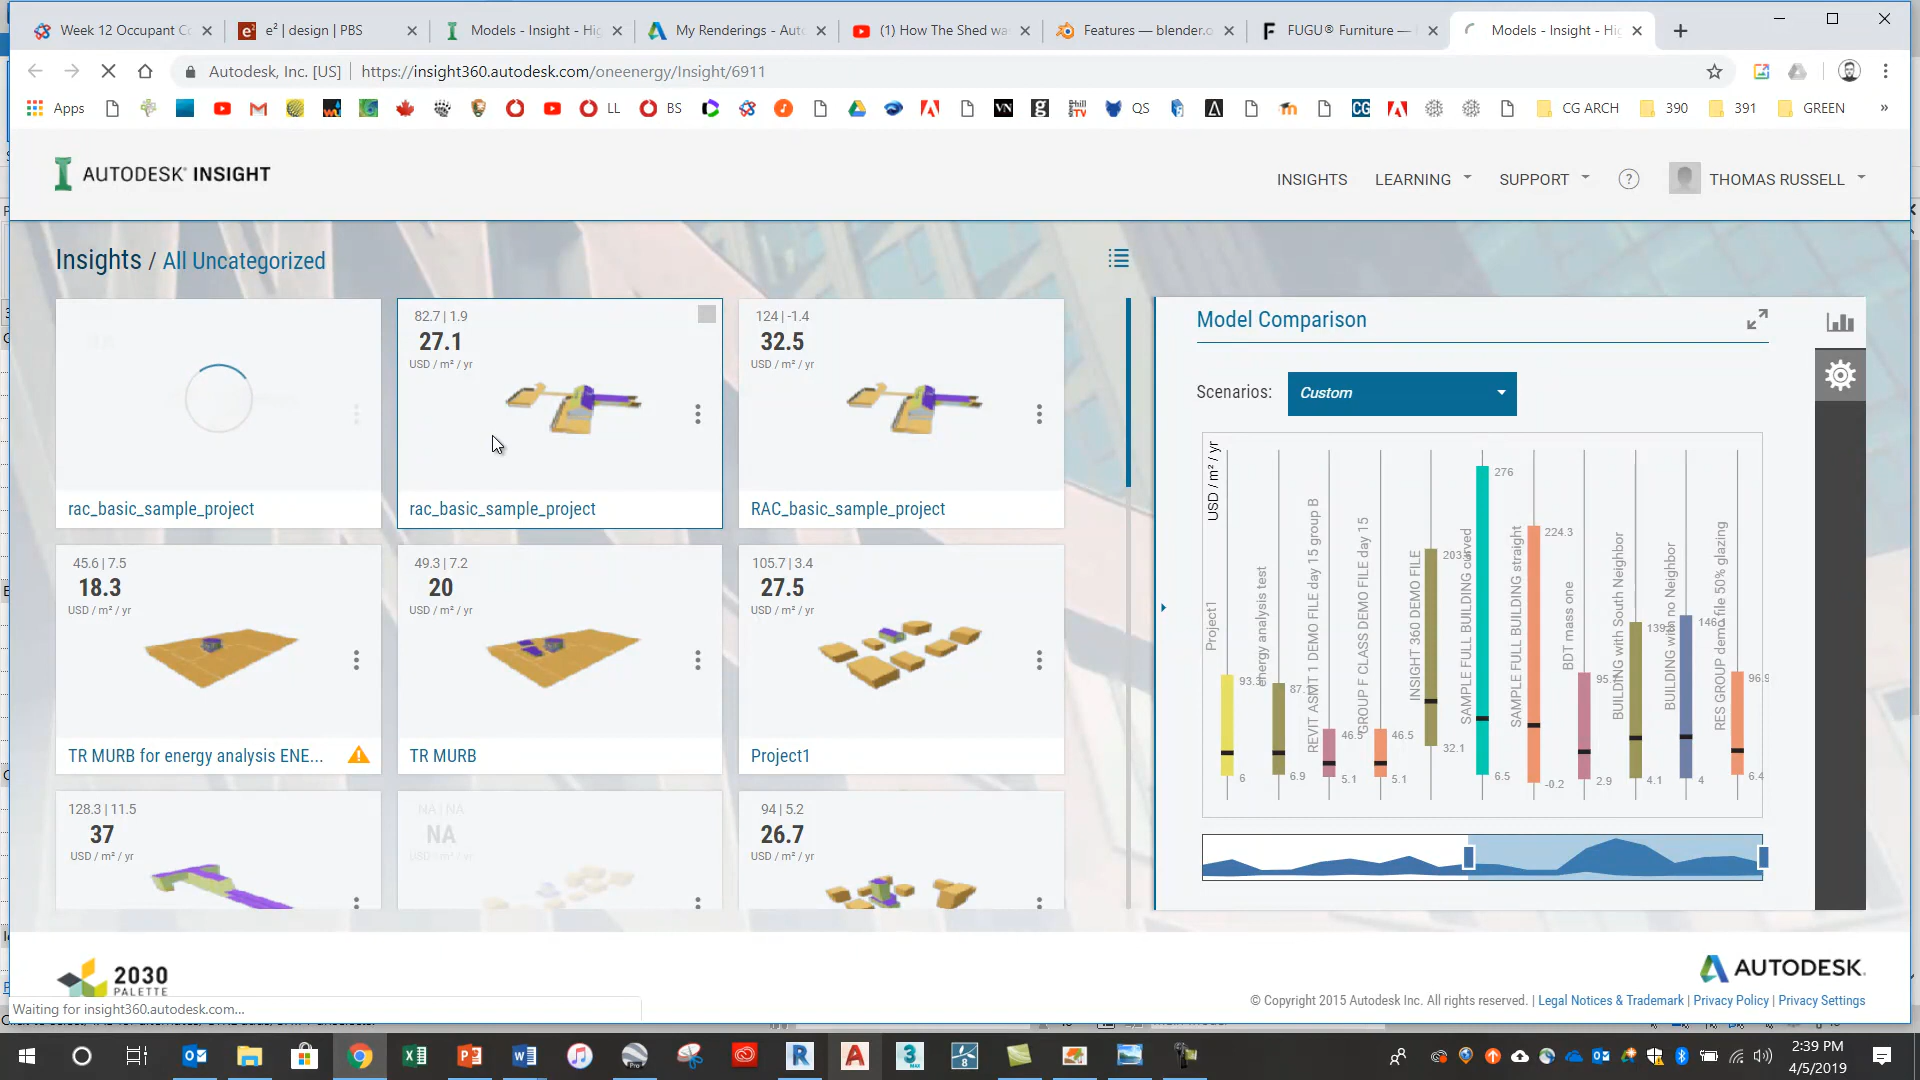 Week 12 Occupant Co
e² | design | PBS
Models - Insight - Hig
My Renderings - Auto
(1) How The Shed wa
Features — blender.o
FUGU® Furniture —
Models - Insight - Hig
Autodesk, Inc. [US]
https://insight360.autodesk.com/oneenergy/Insight/6911
Apps
LL
BS
VN
QS
CG
CG ARCH
390
391
GREEN
»
AUTODESK® INSIGHT
INSIGHTS
LEARNING
SUPPORT
?
THOMAS RUSSELL
Insights / All Uncategorized
rac_basic_sample_project
82.7 | 1.9
27.1
USD / m² / yr
rac_basic_sample_project
124 | -1.4
32.5
USD / m² / yr
RAC_basic_sample_project
45.6 | 7.5
18.3
USD / m² / yr
TR MURB for energy analysis ENE...
49.3 | 7.2
20
USD / m² / yr
TR MURB
105.7 | 3.4
27.5
USD / m² / yr
Project1
128.3 | 11.5
37
USD / m² / yr
NA | NA
NA
USD / m² / yr
94 | 5.2
26.7
USD / m² / yr
Model Comparison
Scenarios:
Custom
USD / m² / yr
Project1
93.3
6
energy analysis test
87.1
6.9
REVIT ASMT 1 DEMO FILE day 15 group B
46.5
5.1
GROUP F CLASS DEMO FILE day 15
46.5
5.1
INSIGHT 360 DEMO FILE
32.1
SAMPLE FULL BUILDING curved
276
6.5
SAMPLE FULL BUILDING straight
224.3
-0.2
BDT mass one
2.9
BUILDING with South Neighbor
4.1
BUILDING with no Neighbor
4
RES GROUP demo file 50% glazing
96.9
6.4
2030
PALETTE
AUTODESK.
© Copyright 2015 Autodesk Inc. All rights reserved. | Legal Notices & Trademark | Privacy Policy | Privacy Settings
Waiting for insight360.autodesk.com...
2:39 PM
4/5/2019